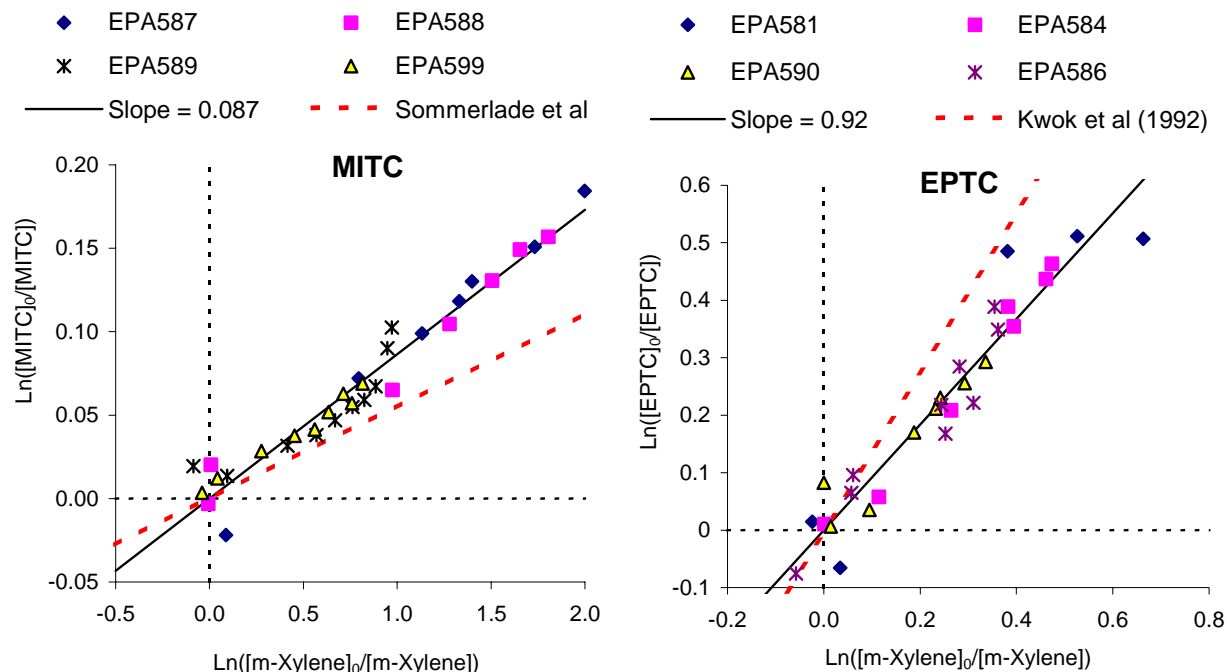 EPA587 EPA588
EPA589 EPA599
Slope = 0.087 Sommerlade et al
MITC
Ln([MITC]₀/[MITC])
0.20
0.15
0.10
0.05
0.00
-0.05
-0.5 0.0 0.5 1.0 1.5 2.0
Ln([m-Xylene]₀/[m-Xylene])
EPA581 EPA584
EPA590 EPA586
Slope = 0.92 Kwok et al (1992)
EPTC
Ln([EPTC]₀/[EPTC])
0.6
0.5
0.4
0.3
0.2
0.1
0
-0.1
-0.2 0.0 0.2 0.4 0.6 0.8
Ln([m-Xylene]₀/[m-Xylene])